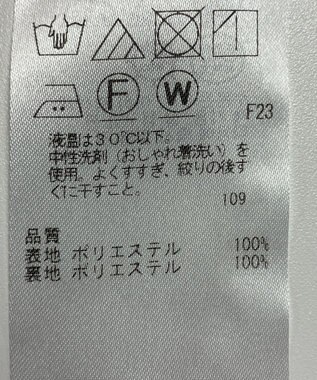 F W F23
液温は30℃以下。
中性洗剤（おしゃれ着洗い）を
使用。よくすすぎ、絞りの後す
ぐに干すこと。
109
品質
表地 ポリエステル 100%
裏地 ポリエステル 100%